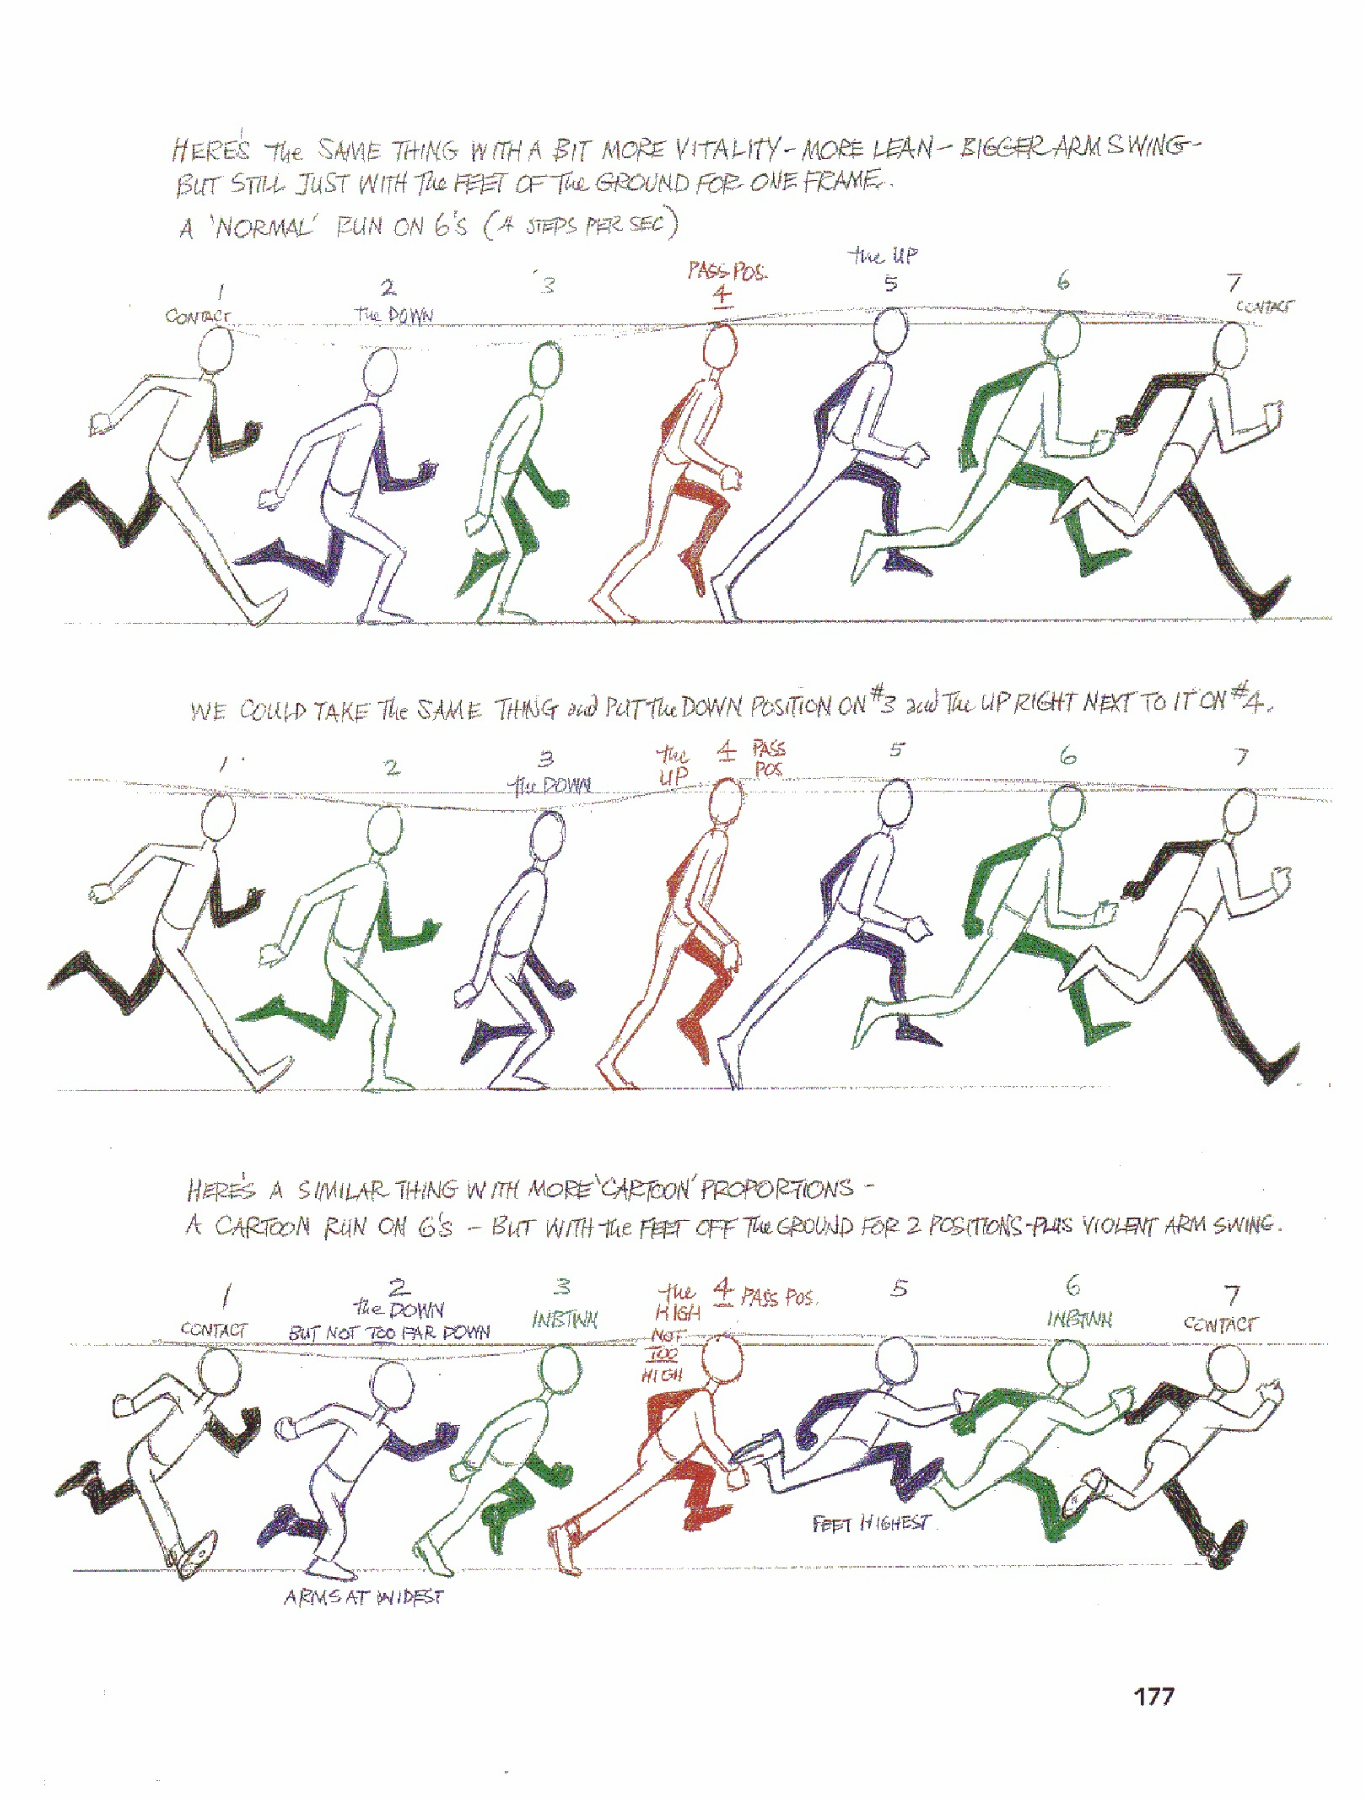 HERE'S The SAME THING WITH A BIT MORE VITALITY - MORE LEAN - BIGGER ARM SWING -
BUT STILL JUST WITH The FEET OF The GROUND FOR ONE FRAME.
A 'NORMAL' RUN ON 6'S (4 STEPS PER SEC)
1 2 3 PASS POS. 4 the UP 5 6 7
CONTACT The DOWN CONTACT
WE COULD TAKE The SAME THING and PUT The DOWN POSITION ON #3 and The UP RIGHT NEXT TO IT ON #4.
1 2 3 the UP 4 PASS POS 5 6 7
the DOWN
HERE'S A SIMILAR THING WITH MORE 'CARTOON' PROPORTIONS -
A CARTOON RUN ON 6'S - BUT WITH the FEET OFF The GROUND FOR 2 POSITIONS - PLUS VIOLENT ARM SWING.
1 2 3 the 4 PASS POS. 5 6 7
CONTACT the DOWN INBTWN HIGH INBTWN CONTACT
BUT NOT TOO FAR DOWN NOT
TOO
HIGH
FEET HIGHEST.
ARMS AT WIDEST
177